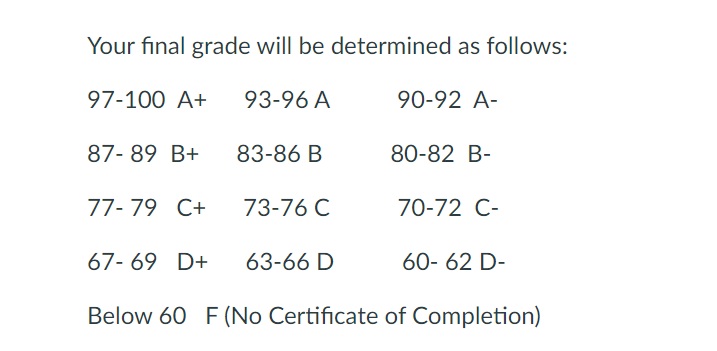 Your final grade will be determined as follows:
97-100 A+ 93-96 A 90-92 A-
87- 89 B+ 83-86 B 80-82 B-
77- 79 C+ 73-76 C 70-72 C-
67- 69 D+ 63-66 D 60- 62 D-
Below 60 F (No Certificate of Completion)